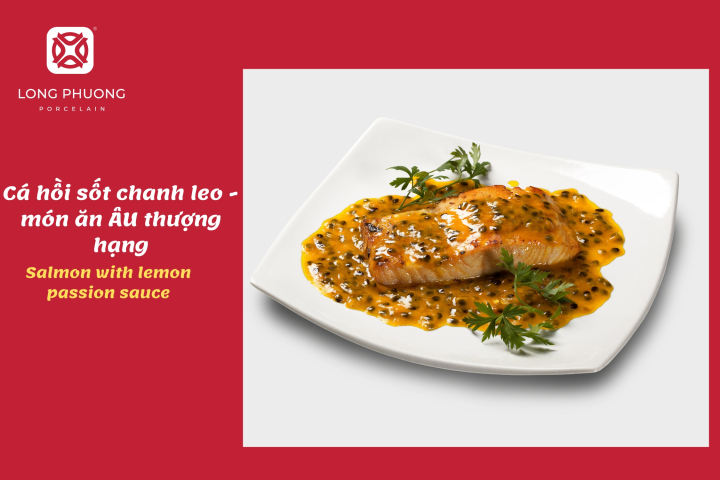 LONG PHUONG
PORCELAIN
Cá hồi sốt chanh leo -
món ăn ÂU thượng
hạng
Salmon with lemon
passion sauce